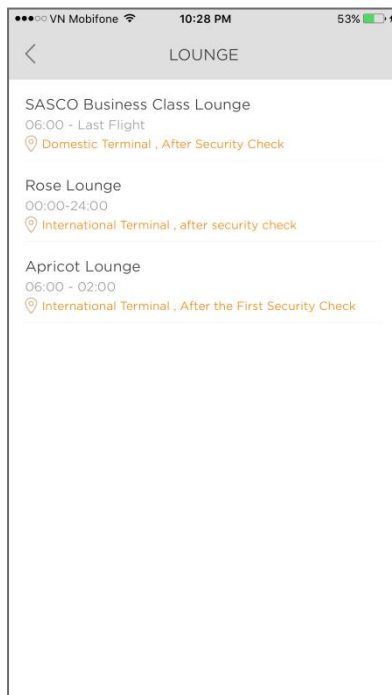 VN Mobifone 10:28 PM 53%
LOUNGE
SASCO Business Class Lounge
06:00 - Last Flight
Domestic Terminal , After Security Check
Rose Lounge
00:00-24:00
International Terminal , after security check
Apricot Lounge
06:00 - 02:00
International Terminal , After the First Security Check